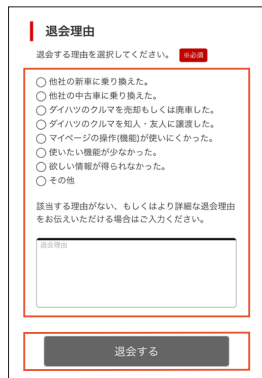 退会理由
退会する理由を選択してください。 ※必須
他社の新車に乗り換えた。
他社の中古車に乗り換えた。
ダイハツのクルマを売却もしくは廃車した。
ダイハツのクルマを知人・友人に譲渡した。
マイページの操作(機能)が使いにくかった。
使いたい機能が少なかった。
欲しい情報が得られなかった。
その他
該当する理由がない、もしくはより詳細な退会理由
をお伝えいただける場合はご入力ください。
退会理由
退会する